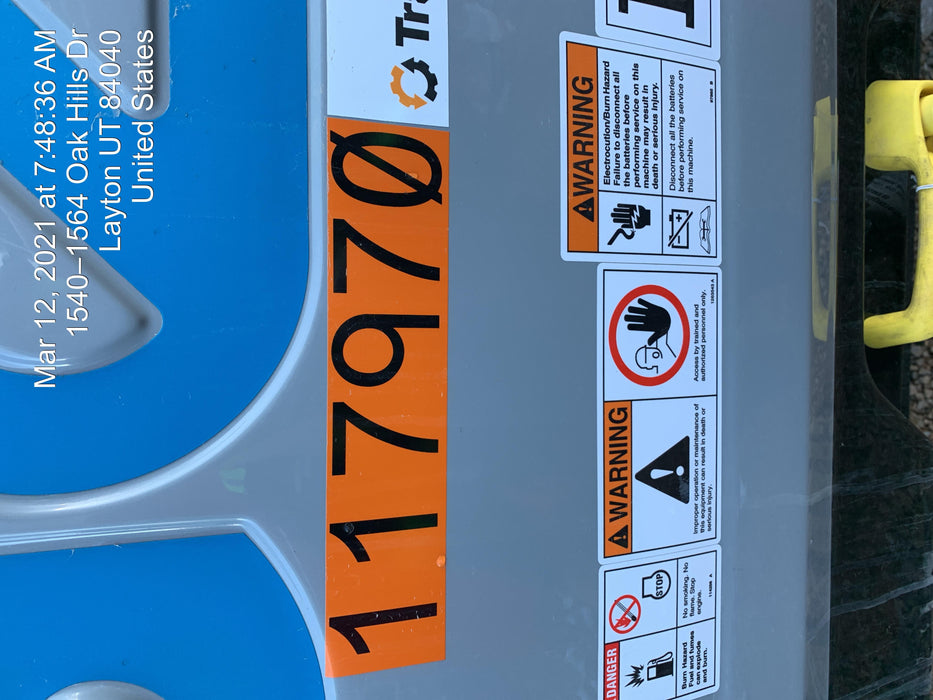 Mar 12, 2021 at 7:48:36 AM
1540–1564 Oak Hills Dr
Layton UT 84040
United States
117970
Tra
DANGER
Burn Hazard
Fuel and fumes
can explode
and burn.
STOP
No smoking. No
flame. Stop
engine.
114298 A
WARNING
Improper operation or maintenance of
this equipment can result in death or
serious injury.
Access by trained and
authorized personnel only.
WARNING
Electrocution/Burn Hazard
Failure to disconnect all
the batteries before
performing service on this
machine may result in
death or serious injury.
Disconnect all the batteries
before performing service on
this machine.